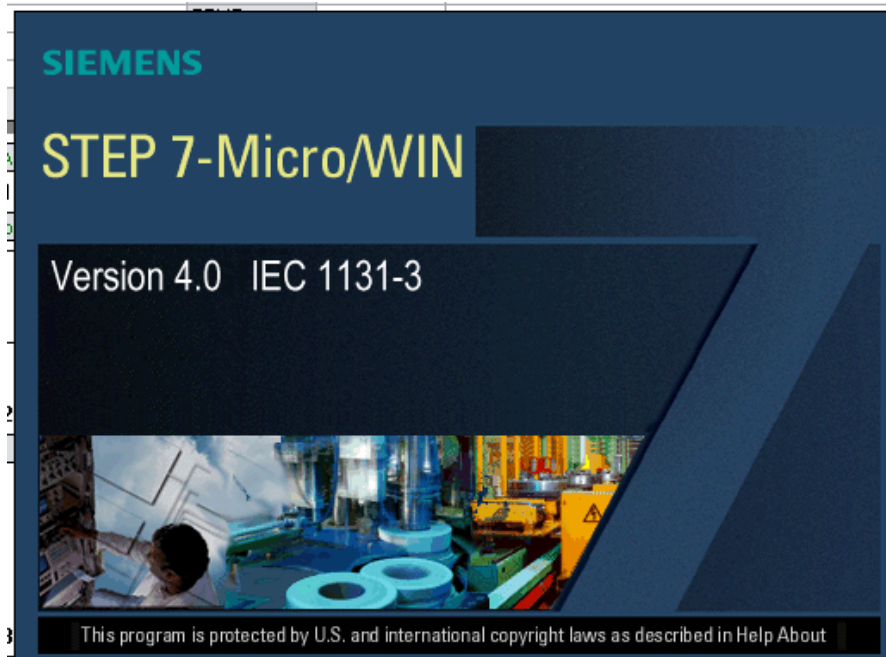 SIEMENS
STEP 7-Micro/WIN
Version 4.0 IEC 1131-3
This program is protected by U.S. and international copyright laws as described in Help About